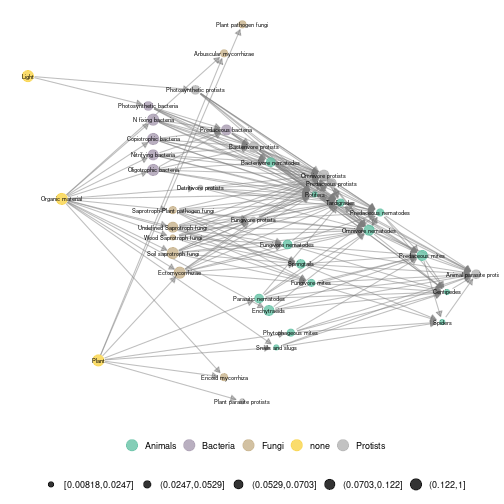 Plant pathogen fungi
Arbuscular mycorrhizae
Light
Photosynthetic protists
Photosynthetic bacteria
N fixing bacteria
Predaceous bacteria
Copiotrophic bacteria
Bacterivore protists
Nitrifying bacteria
Bacterivore nematodes
Oligotrophic bacteria
Omnivore protists
Predaceous protists
Detritivore protists
Rotifers
Organic material
Tardigrades
Saprotroph-Plant pathogen fungi
Predaceous nematodes
Fungivore protists
Undefined Saprotroph fungi
Omnivore nematodes
Wood Saprotroph fungi
Fungivore nematodes
Soil saprotroph fungi
Predaceous mites
Springtails
Ectomycorrhizae
Animal parasite protists
Fungivore mites
Centipedes
Parasitic nematodes
Enchytraeids
Spiders
Phytophageous mites
Snails and slugs
Plant
Ericoid mycorrhiza
Plant parasite protists
Animals Bacteria Fungi none Protists
[0.00818,0.0247] (0.0247,0.0529] (0.0529,0.0703] (0.0703,0.122] (0.122,1]